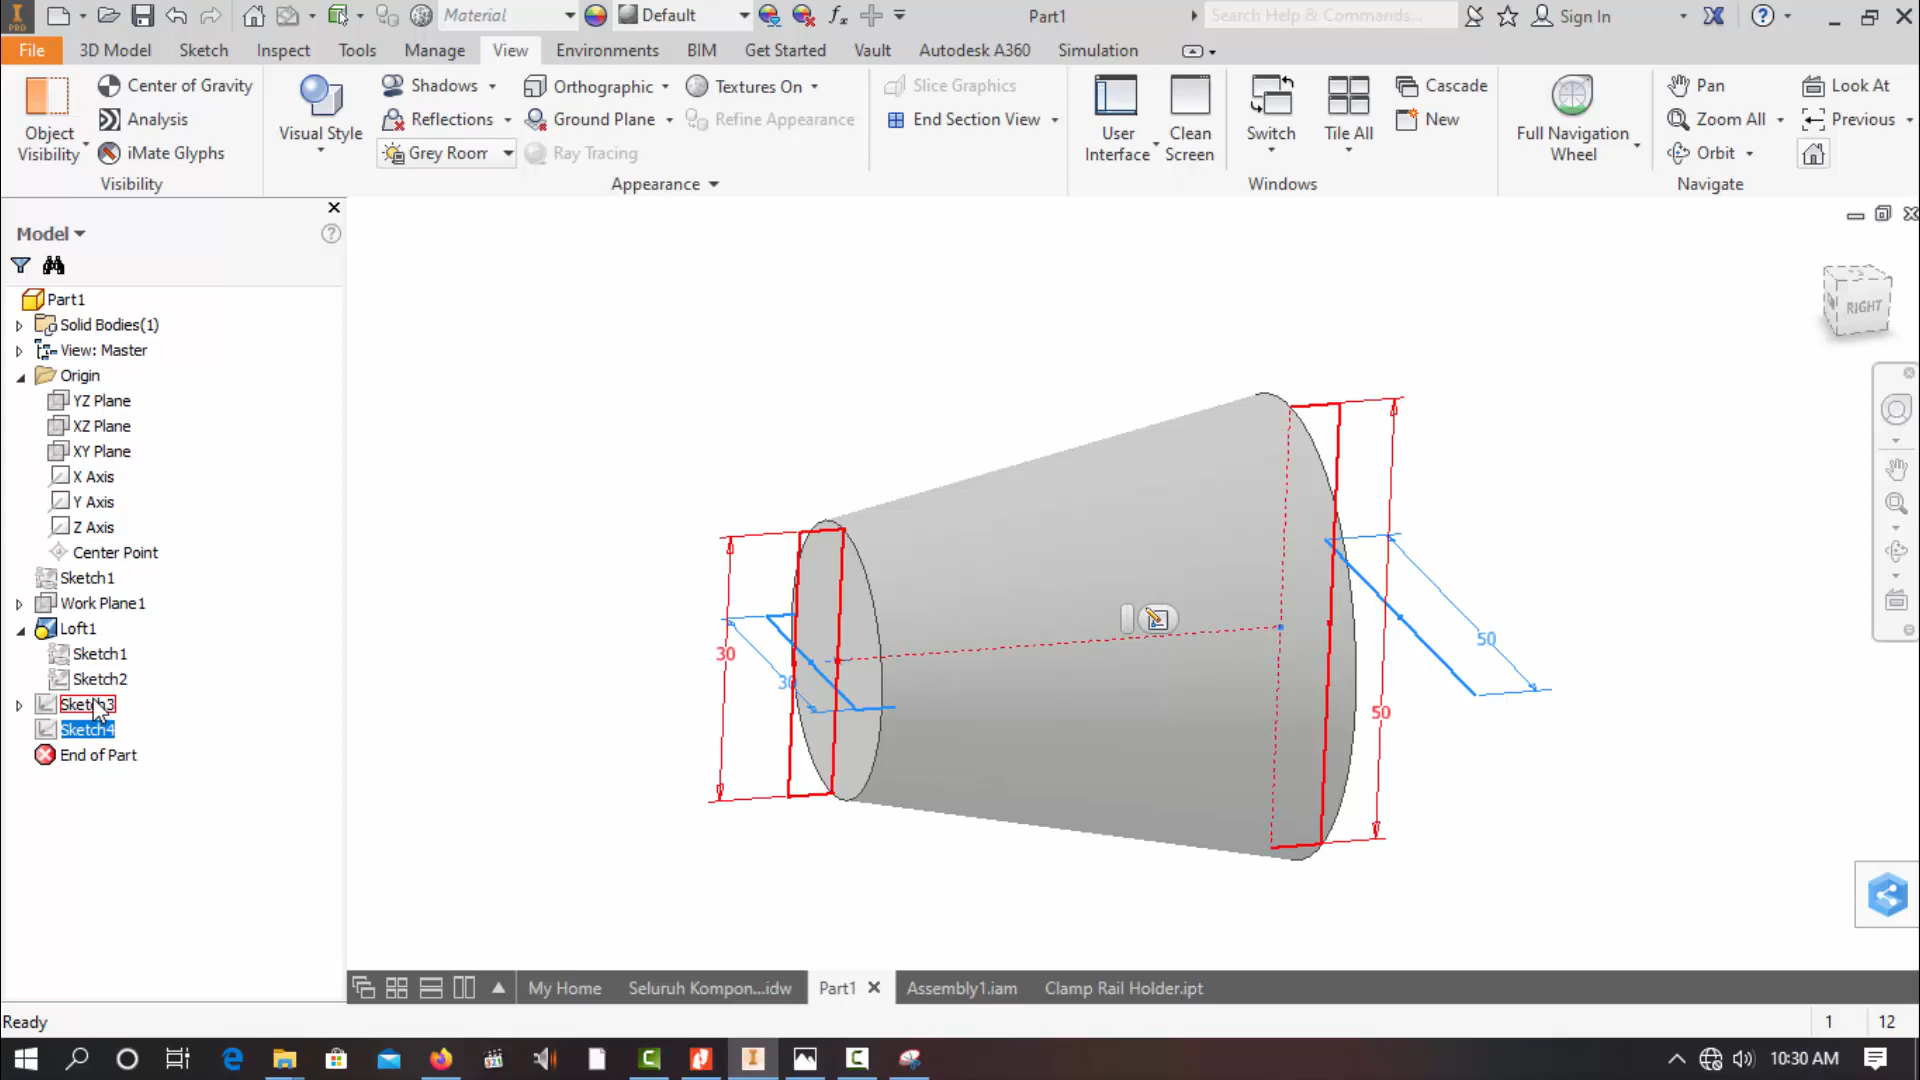 PRO
Material
Default
Part1
Search Help & Commands...
Sign In
File
3D Model
Sketch
Inspect
Tools
Manage
View
Environments
BIM
Get Started
Vault
Autodesk A360
Simulation
Object
Visibility
Center of Gravity
Analysis
iMate Glyphs
Visibility
Visual Style
Shadows
Reflections
Grey Room
Orthographic
Ground Plane
Ray Tracing
Textures On
Refine Appearance
Appearance
Slice Graphics
End Section View
User
Interface
Clean
Screen
Switch
Tile All
Cascade
New
Windows
Full Navigation
Wheel
Pan
Zoom All
Orbit
Look At
Previous
Navigate
Model
Part1
Solid Bodies(1)
View: Master
Origin
YZ Plane
XZ Plane
XY Plane
X Axis
Y Axis
Z Axis
Center Point
Sketch1
Work Plane1
Loft1
Sketch1
Sketch2
Sketch3
Sketch4
End of Part
RIGHT
30
30
50
50
My Home
Seluruh Kompon...idw
Part1
Assembly1.iam
Clamp Rail Holder.ipt
Ready
1
12
10:30 AM